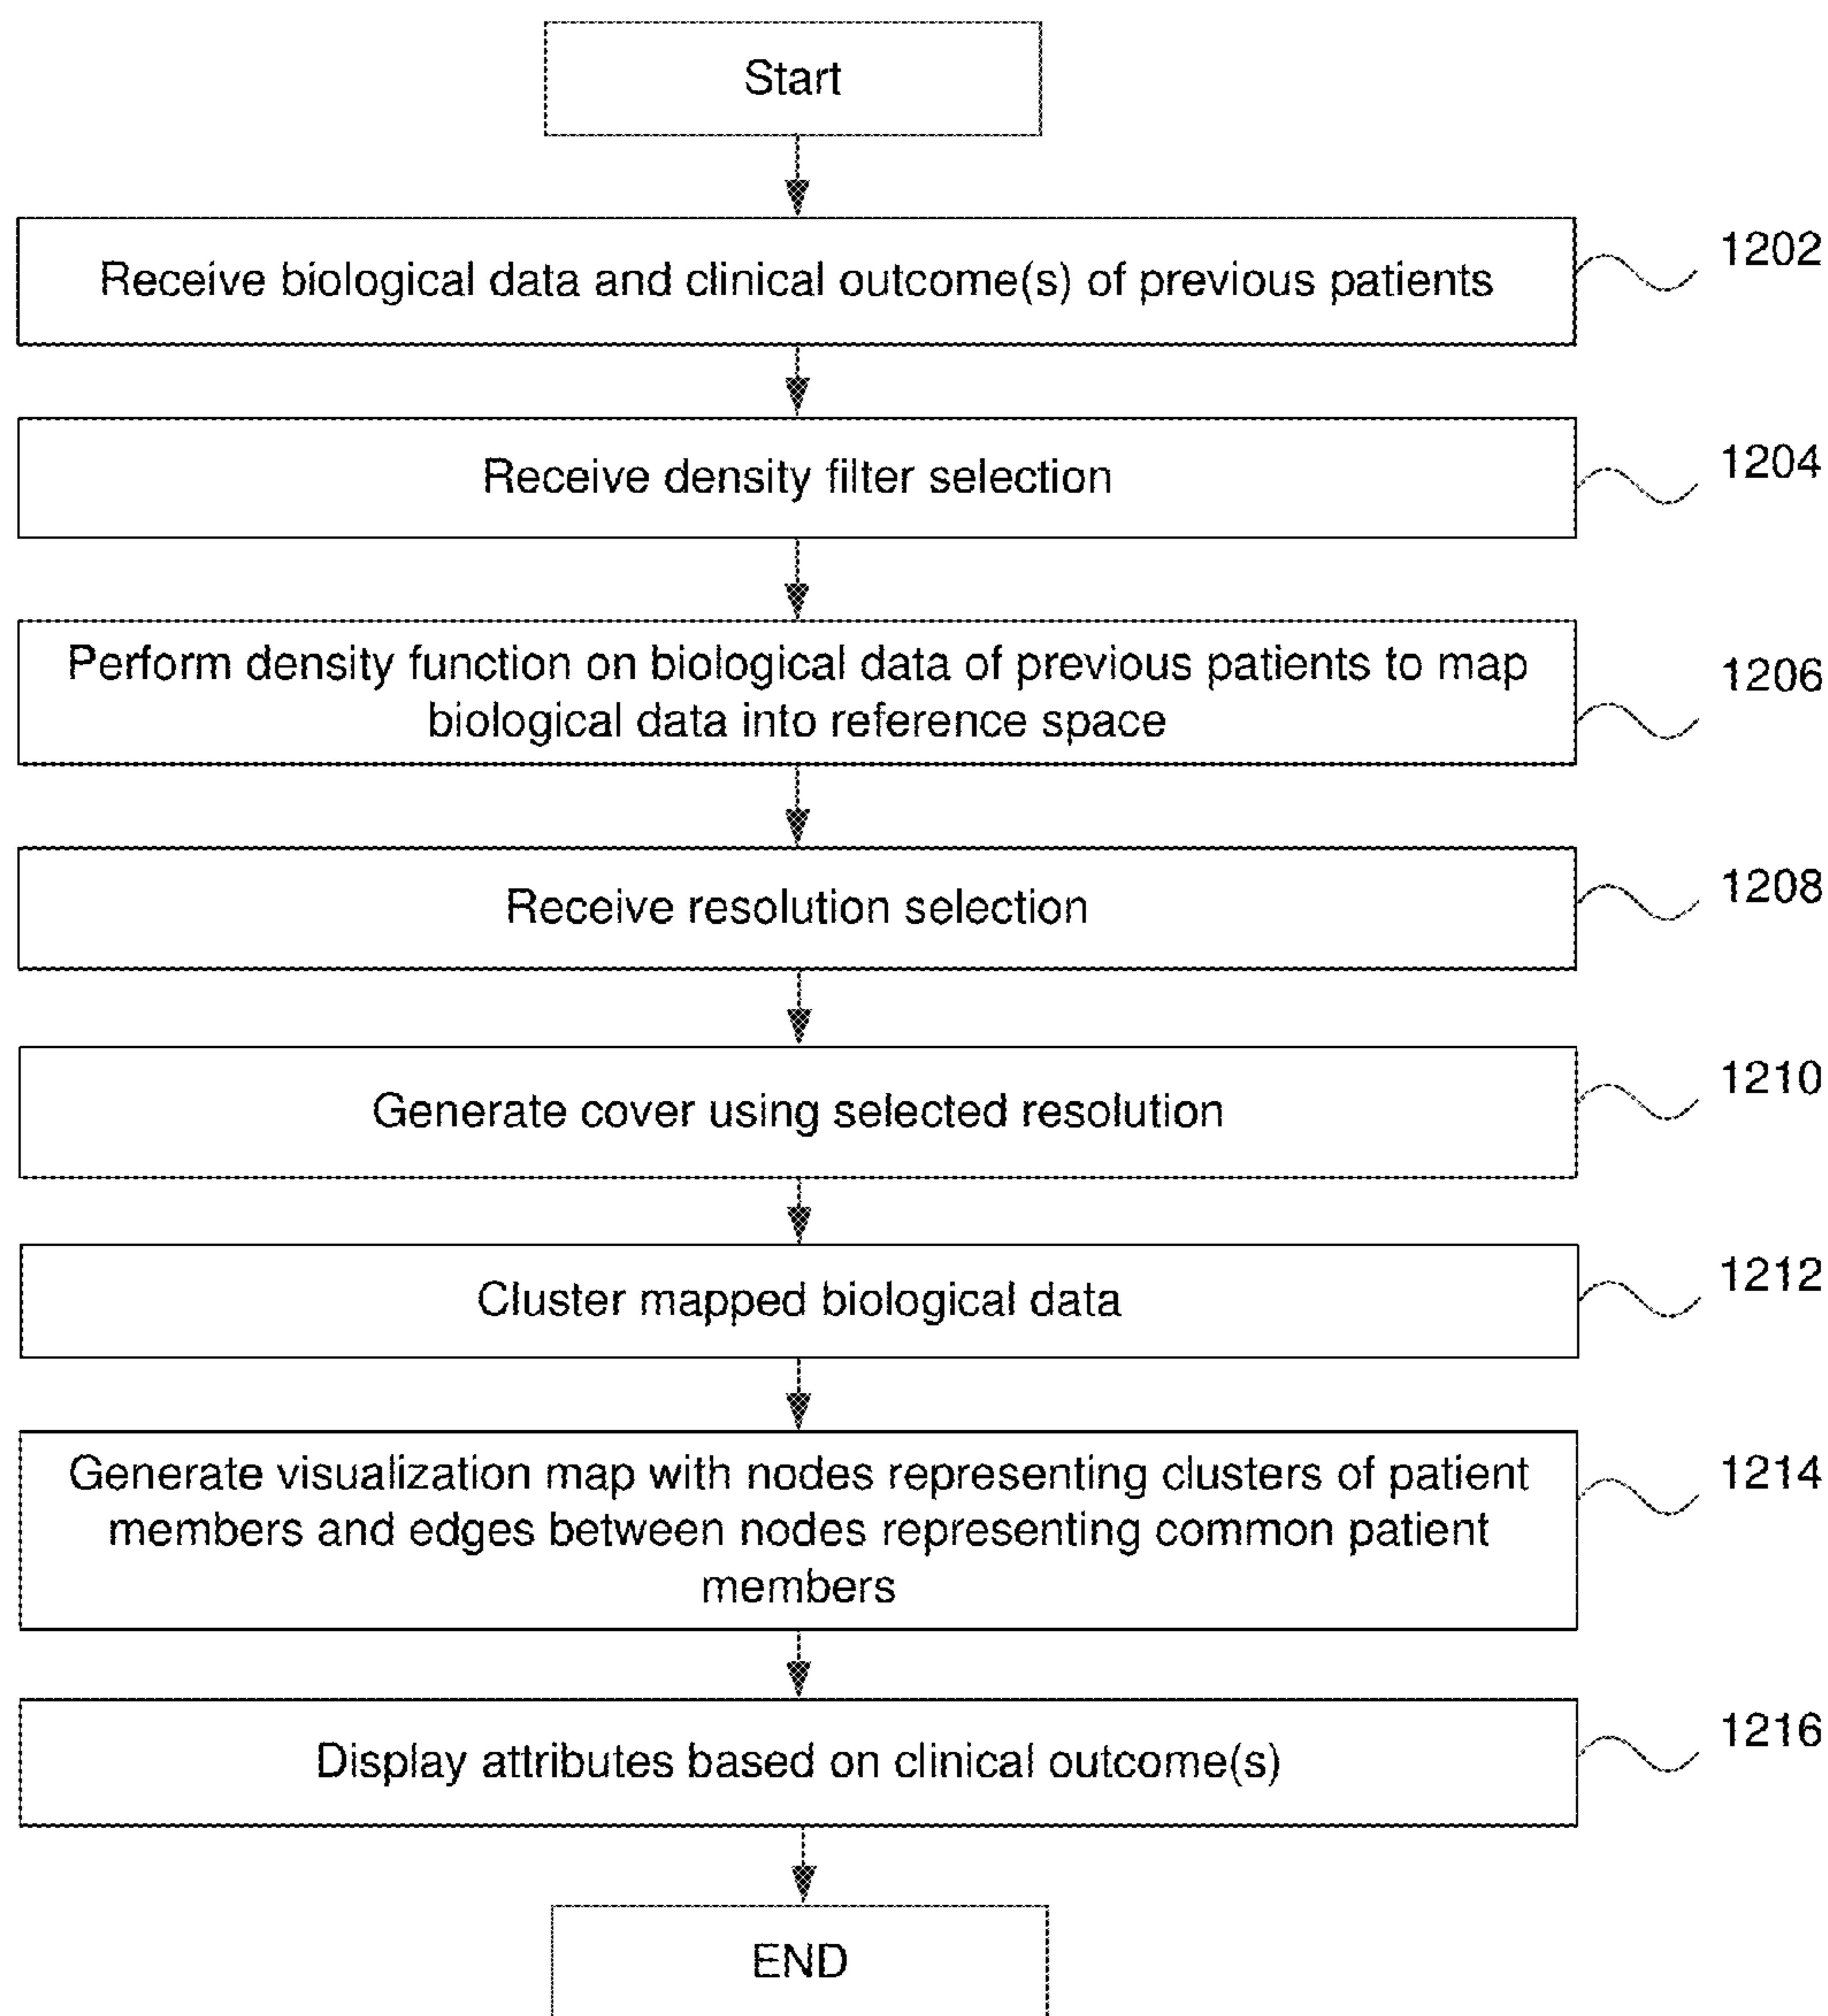 Start
Receive biological data and clinical outcome(s) of previous patients
1202
Receive density filter selection
1204
Perform density function on biological data of previous patients to map
biological data into reference space
1206
Receive resolution selection
1208
Generate cover using selected resolution
1210
Cluster mapped biological data
1212
Generate visualization map with nodes representing clusters of patient
members and edges between nodes representing common patient
members
1214
Display attributes based on clinical outcome(s)
1216
END